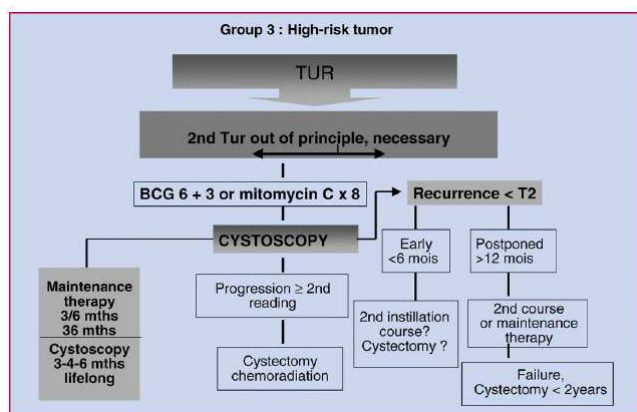 Group 3 : High-risk tumor
TUR
2nd Tur out of principle, necessary
BCG 6 + 3 or mitomycin C x 8
Recurrence < T2
CYSTOSCOPY
Early
<6 mois
Postponed
>12 mois
Maintenance
therapy
3/6 mths
36 mths
Cystoscopy
3-4-6 mths
lifelong
Progression ≥ 2nd
reading
Cystectomy
chemoradiation
2nd instillation
course?
Cystectomy ?
2nd course
or maintenance
therapy
Failure,
Cystectomy < 2years